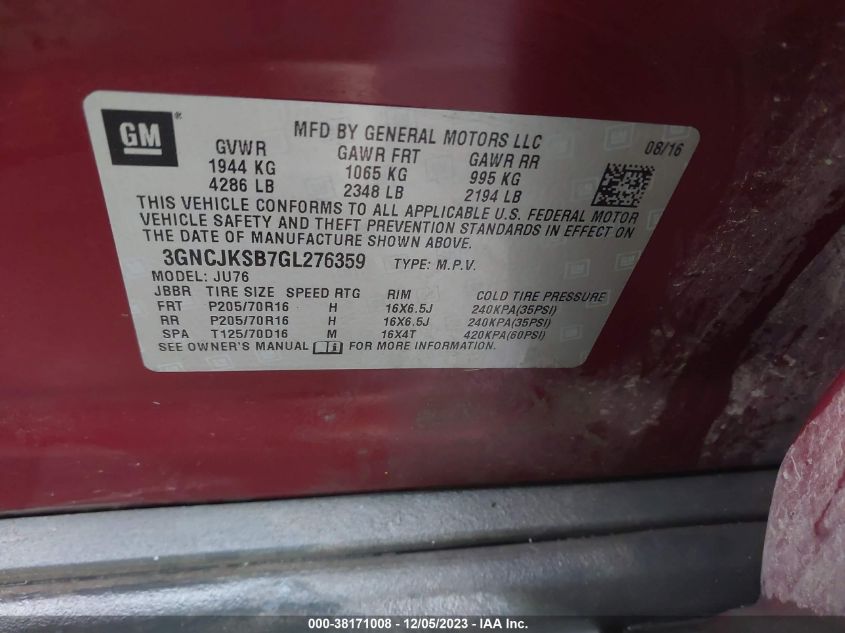 GM ®
MFD BY GENERAL MOTORS LLC 08/16
GVWR GAWR FRT GAWR RR
1944 KG 1065 KG 995 KG
4286 LB 2348 LB 2194 LB
THIS VEHICLE CONFORMS TO ALL APPLICABLE U.S. FEDERAL MOTOR
VEHICLE SAFETY AND THEFT PREVENTION STANDARDS IN EFFECT ON
THE DATE OF MANUFACTURE SHOWN ABOVE.
3GNCJKSB7GL276359 TYPE: M.P.V.
MODEL: JU76
JBBR TIRE SIZE SPEED RTG RIM COLD TIRE PRESSURE
FRT P205/70R16 H 16X6.5J 240KPA(35PSI)
RR P205/70R16 H 16X6.5J 240KPA(35PSI)
SPA T125/70D16 M 16X4T 420KPA(60PSI)
SEE OWNER'S MANUAL FOR MORE INFORMATION.
000-38171008 - 12/05/2023 - IAA Inc.